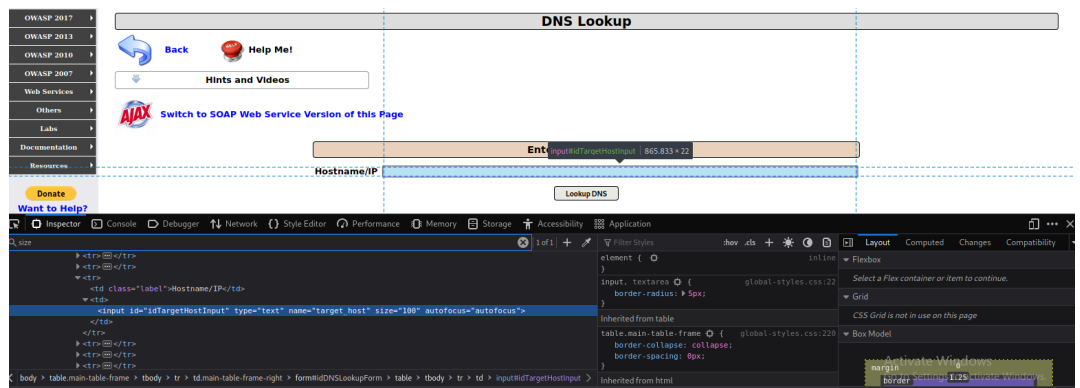 OWASP 2017
OWASP 2013
OWASP 2010
OWASP 2007
Web Services
Others
Labs
Documentation
Resources
Donate
Want to Help?
DNS Lookup
Back
Help Me!
Hints and Videos
AJAX
Switch to SOAP Web Service Version of this Page
Ent
input#idTargetHostInput 865.833 × 22
Hostname/IP
Lookup DNS
Inspector Console Debugger Network {} Style Editor Performance Memory Storage Accessibility Application
size 1 of 1 +
<tr>⋯</tr>
<tr>⋯</tr>
<tr>
<td class="label">Hostname/IP</td>
<td>
<input id="idTargetHostInput" type="text" name="target_host" size="100" autofocus="autofocus">
</td>
</tr>
<tr>⋯</tr>
<tr>⋯</tr>
<tr>⋯</tr>
body > table.main-table-frame > tbody > tr > td.main-table-frame-right > form#idDNSLookupForm > table > tbody > tr > td > input#idTargetHostInput
Filter Styles :hov .cls +
element { inline
}
input, textarea { global-styles.css:22
border-radius: 5px;
}
Inherited from table
table.main-table-frame { global-styles.css:220
border-collapse: collapse;
border-spacing: 0px;
}
Inherited from html
Layout Computed Changes Compatibility
Flexbox
Select a Flex container or item to continue.
Grid
CSS Grid is not in use on this page
Box Model
Activate Windows
margin 0
border 1.25
Activate Windows.